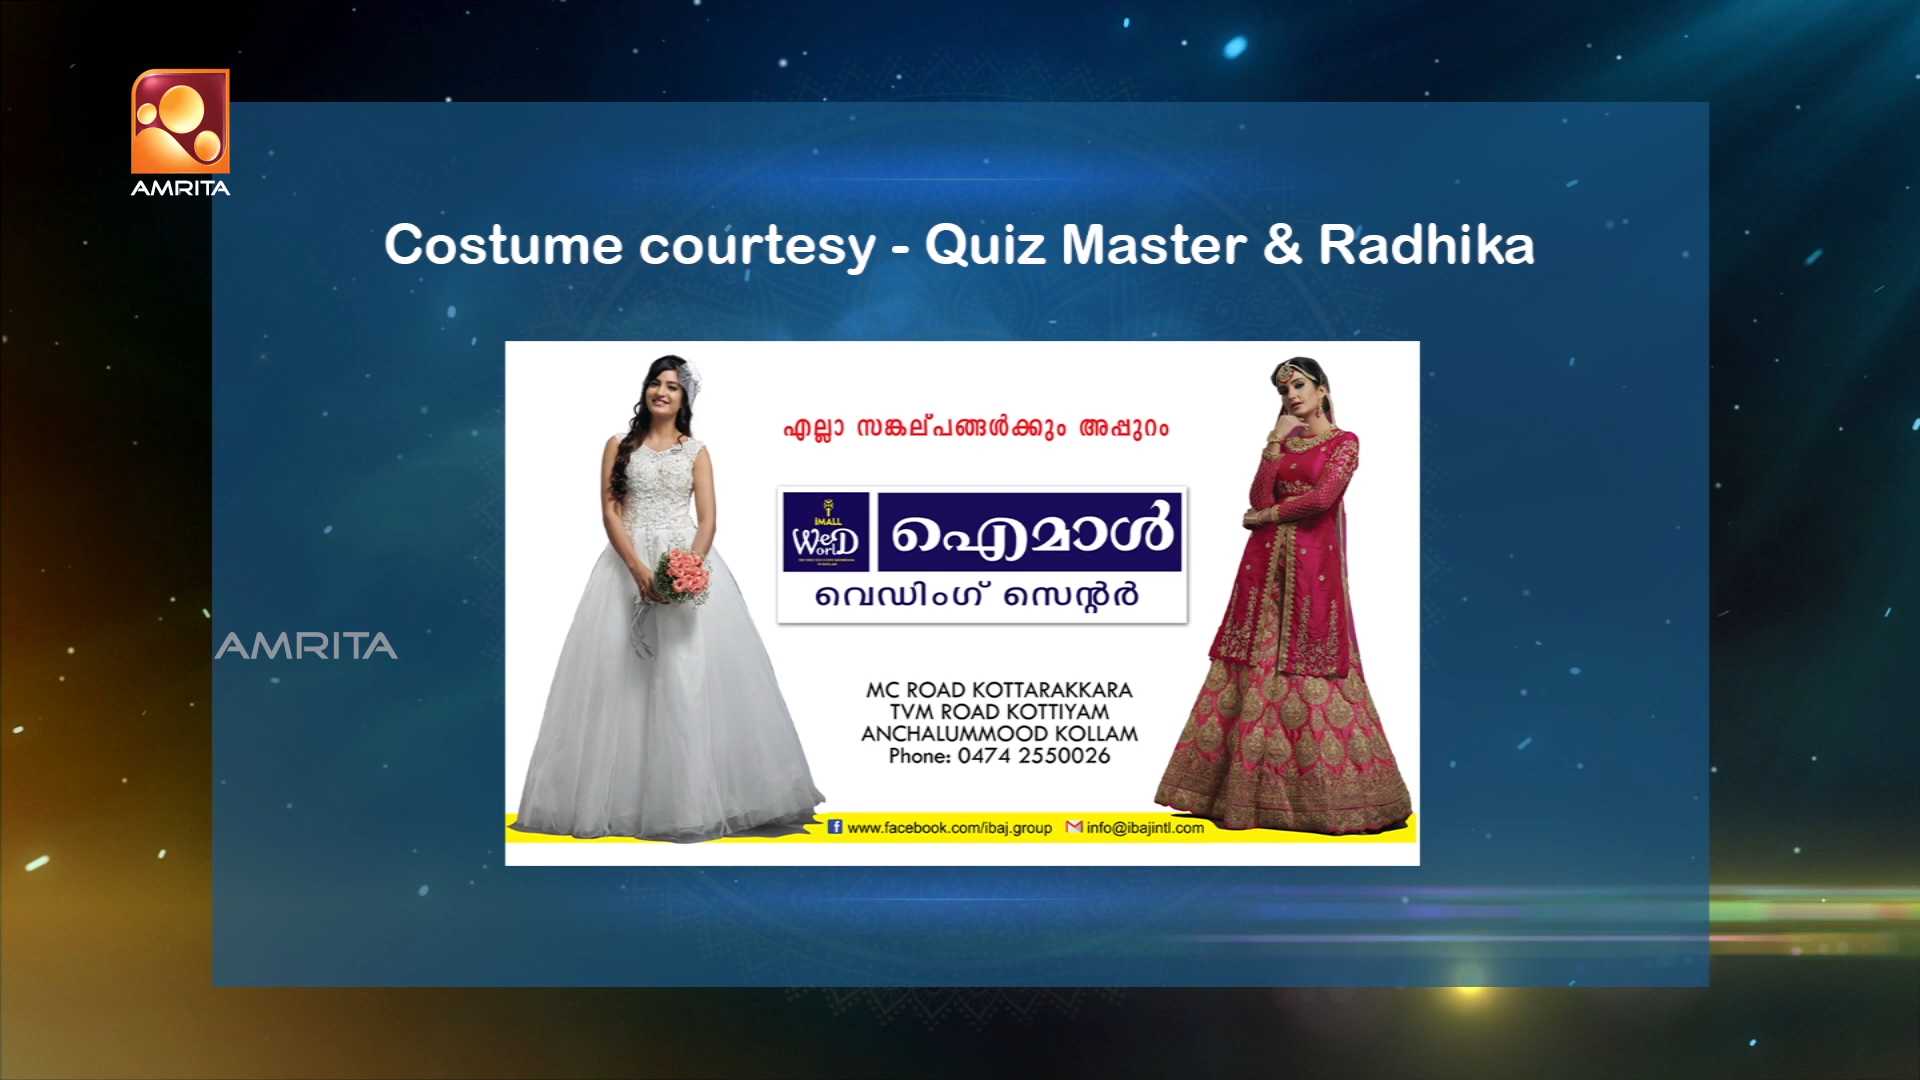 AMRITA
Costume courtesy - Quiz Master & Radhika
എല്ലാ സങ്കല്പങ്ങൾക്കും അപ്പുറം
iMALL
WeD
WorlD
ഐമാൾ
വെഡിംഗ് സെന്റർ
AMRITA
MC ROAD KOTTARAKKARA
TVM ROAD KOTTIYAM
ANCHALUMMOOD KOLLAM
Phone: 0474 2550026
www.facebook.com/ibaj.group info@ibajintl.com